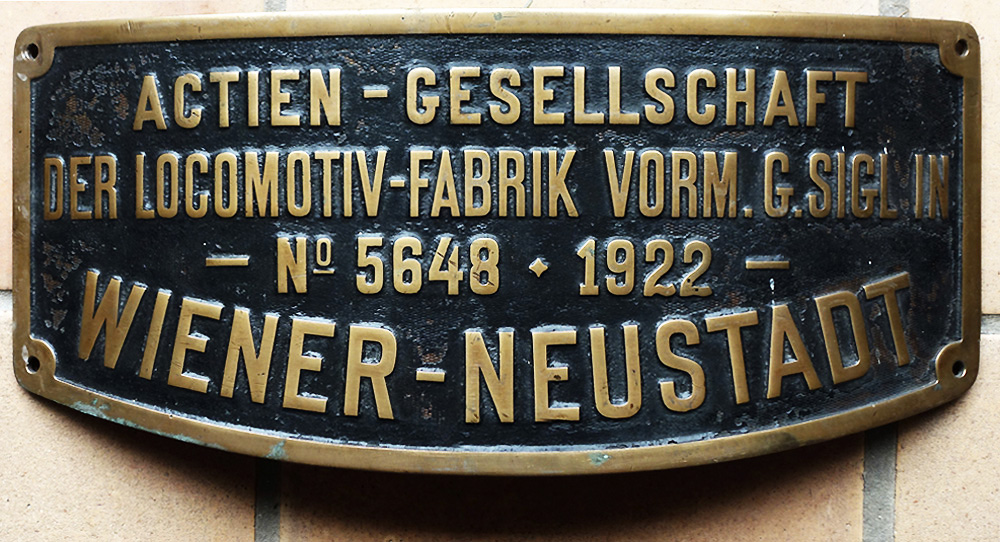 ACTIEN - GESELLSCHAFT
DER LOCOMOTIV-FABRIK VORM. G. SIGL IN
— Nº 5648 · 1922 —
WIENER-NEUSTADT